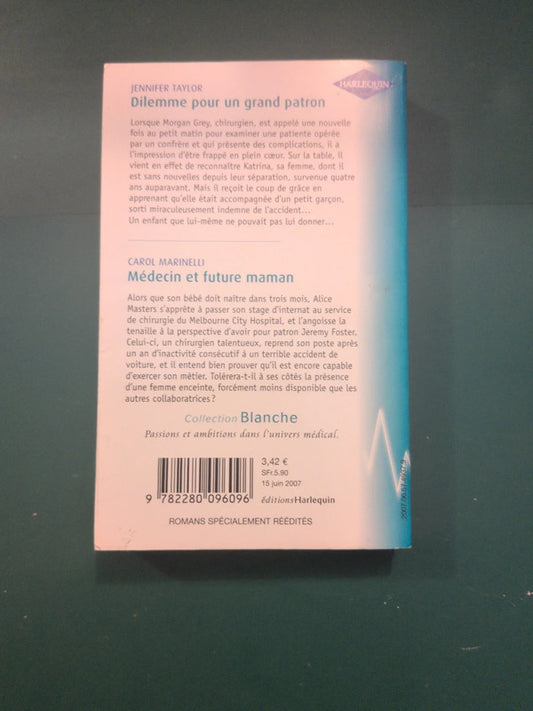 HARLEQUIN
JENNIFER TAYLOR
Dilemme pour un grand patron
Lorsque Morgan Grey, chirurgien, est appelé une nouvelle
fois au petit matin pour examiner une patiente opérée
par un confrère et qui présente des complications, il a
l'impression d'être frappé en plein cœur. Sur la table, il
vient en effet de reconnaître Katrina, sa femme, dont il
est sans nouvelles depuis leur séparation, survenue quatre
ans auparavant. Mais il reçoit le coup de grâce en
apprenant qu'elle était accompagnée d'un petit garçon,
sorti miraculeusement indemne de l'accident...
Un enfant que lui-même ne pouvait pas lui donner...
CAROL MARINELLI
Médecin et future maman
Alors que son bébé doit naître dans trois mois, Alice
Masters s'apprête à passer son stage d'internat au service
de chirurgie du Melbourne City Hospital, et l'angoisse la
tenaille à la perspective d'avoir pour patron Jeremy Foster.
Celui-ci, un chirurgien talentueux, reprend son poste après
un an d'inactivité consécutif à un terrible accident de
voiture, et il entend bien prouver qu'il est encore capable
d'exercer son métier. Tolérera-t-il à ses côtés la présence
d'une femme enceinte, forcément moins disponible que les
autres collaboratrices ?
Collection Blanche
Passions et ambitions dans l'univers médical.
3,42 €
SFr.5.90
15 juin 2007
9 782280 096096
éditionsHarlequin
ROMANS SPÉCIALEMENT RÉÉDITÉS